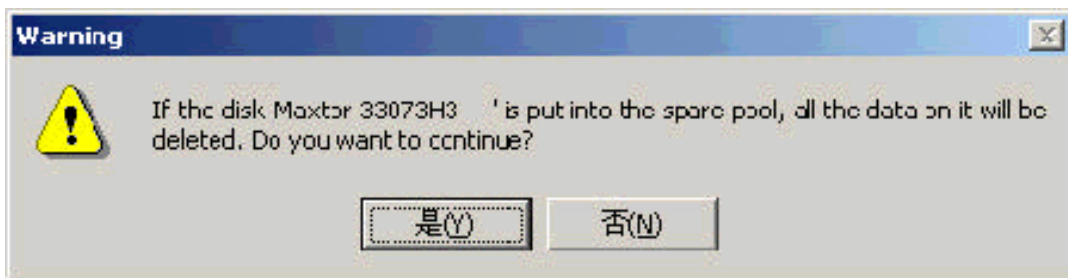 Warning
If the disk Maxtor 33073H3 ' is put into the spare pool, all the data on it will be
deleted. Do you want to continue?
是(Y) 否(N)